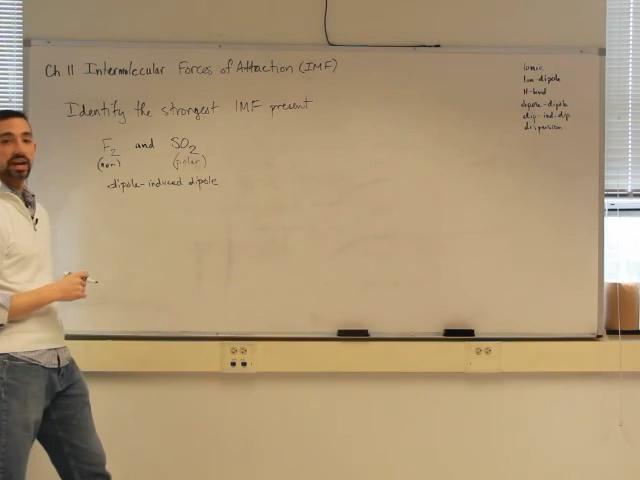 Ch 11 Intermolecular Forces of Attraction (IMF)
Identify the strongest IMF present
F2 and SO2
(non) (polar)
dipole-induced dipole
Ionic
Ion-dipole
H-bond
dipole-dipole
dip-ind-dip
dispersion